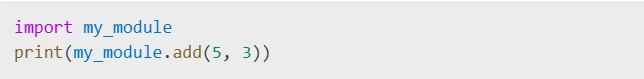 import my_module
print(my_module.add(5, 3))